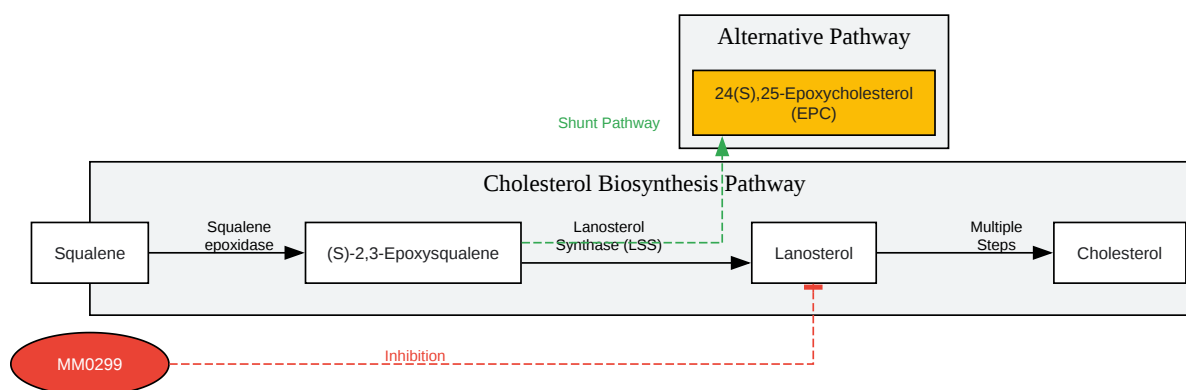 Alternative Pathway
24(S),25-Epoxycholesterol
(EPC)
Shunt Pathway
Cholesterol Biosynthesis Pathway
Squalene
Squalene
epoxidase
(S)-2,3-Epoxysqualene
Lanosterol
Synthase (LSS)
Lanosterol
Multiple
Steps
Cholesterol
MM0299
Inhibition